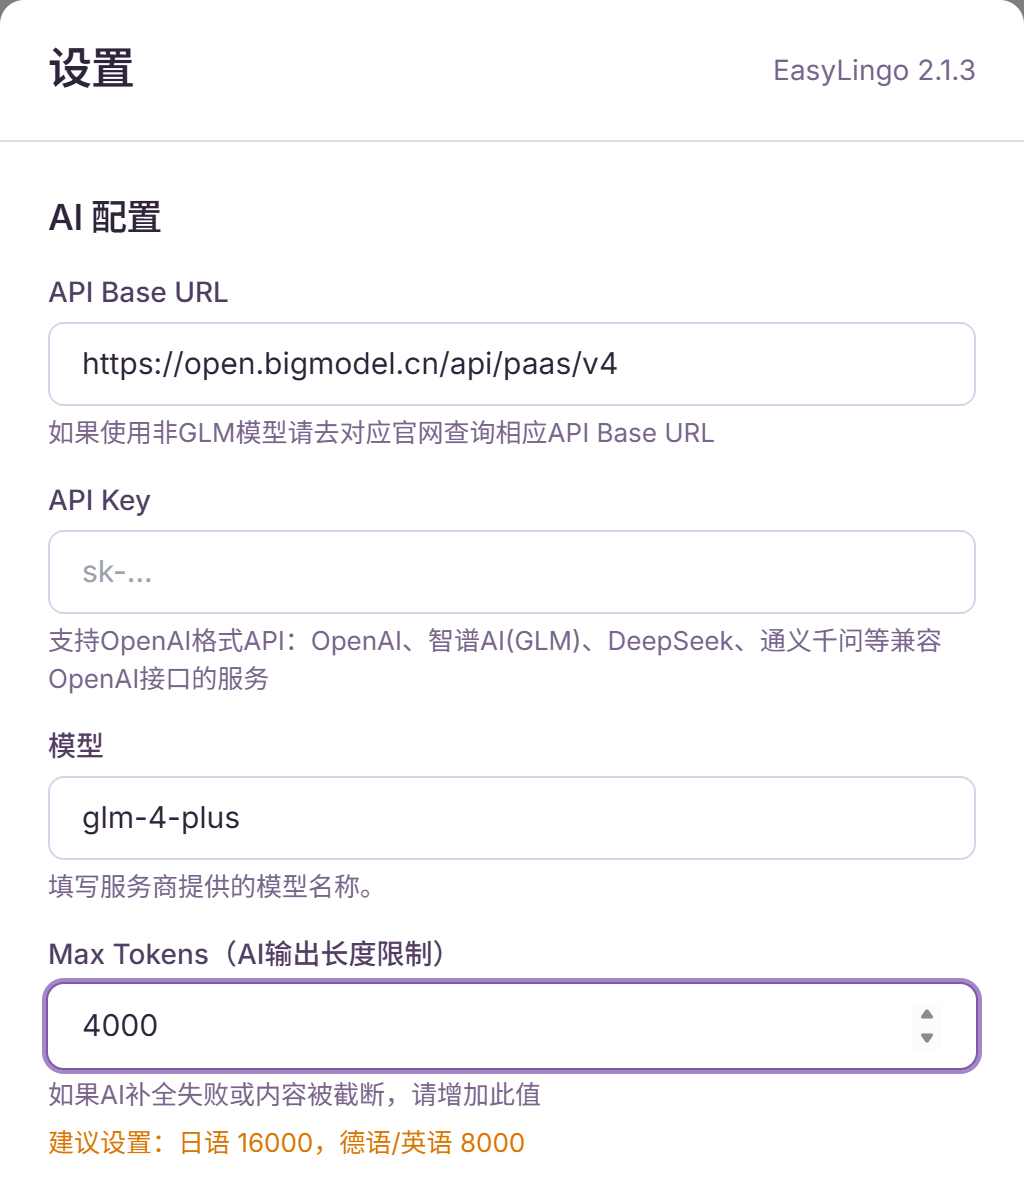 设置
EasyLingo 2.1.3
AI 配置
API Base URL
https://open.bigmodel.cn/api/paas/v4
如果使用非GLM模型请去对应官网查询相应API Base URL
API Key
sk-...
支持OpenAI格式API：OpenAI、智谱AI(GLM)、DeepSeek、通义千问等兼容
OpenAI接口的服务
模型
glm-4-plus
填写服务商提供的模型名称。
Max Tokens（AI输出长度限制）
4000
如果AI补全失败或内容被截断，请增加此值
建议设置：日语 16000，德语/英语 8000